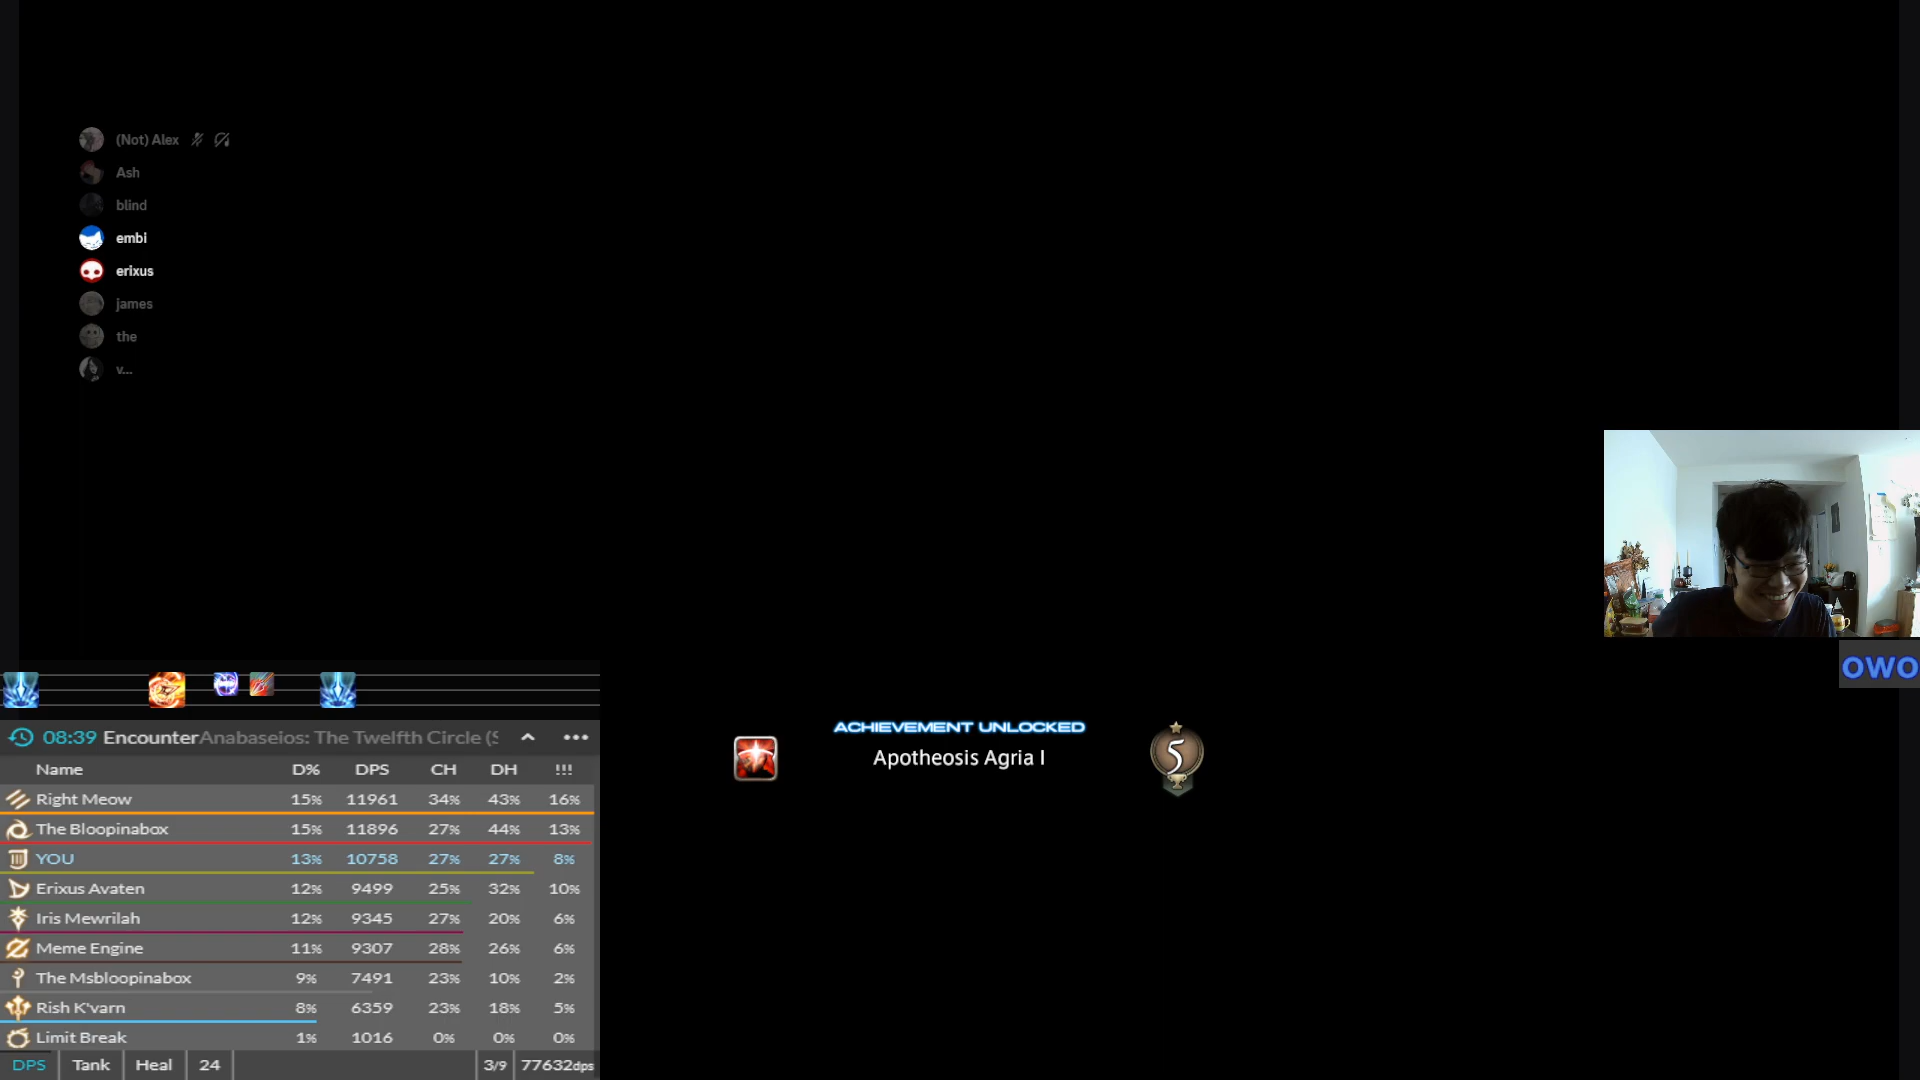 (Not) Alex
Ash
blind
embi
erixus
james
the
v...
OWO
ACHIEVEMENT UNLOCKED
Apotheosis Agria I
5
08:39 Encounter Anabaseios: The Twelfth Circle (S
Name D% DPS CH DH !!!
Right Meow 15% 11961 34% 43% 16%
The Bloopinabox 15% 11896 27% 44% 13%
YOU 13% 10758 27% 27% 8%
Erixus Avaten 12% 9499 25% 32% 10%
Iris Mewrilah 12% 9345 27% 20% 6%
Meme Engine 11% 9307 28% 26% 6%
The Msbloopinabox 9% 7491 23% 10% 2%
Rish K'varn 8% 6359 23% 18% 5%
Limit Break 1% 1016 0% 0% 0%
DPS Tank Heal 24 3/9 77632dps